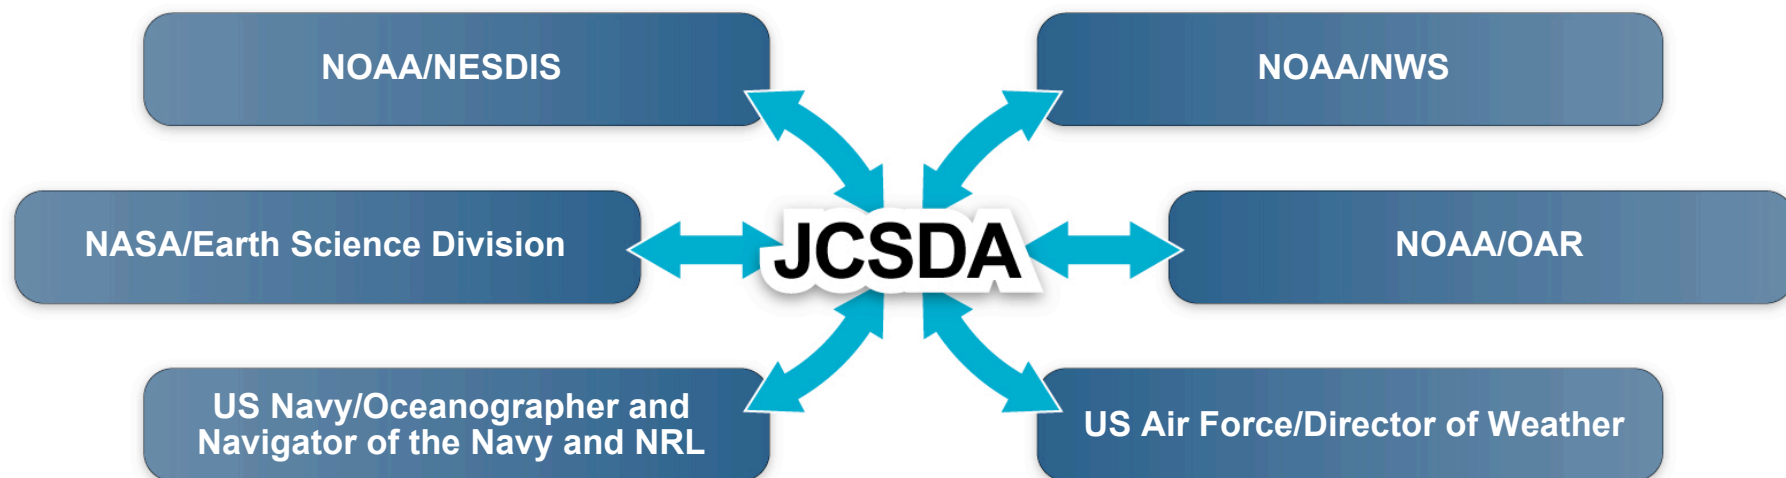 NOAA/NESDIS
NOAA/NWS
NASA/Earth Science Division
JCSDA
NOAA/OAR
US Navy/Oceanographer and
Navigator of the Navy and NRL
US Air Force/Director of Weather